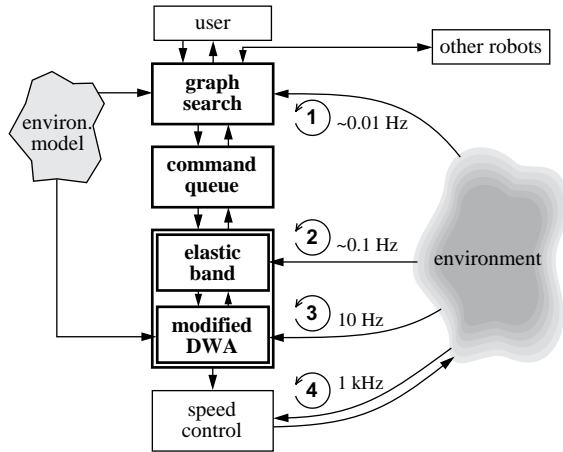 user
other robots
graph
search
environ.
model
1
~0.01 Hz
command
queue
2
~0.1 Hz
elastic
band
environment
3
10 Hz
modified
DWA
4
1 kHz
speed
control